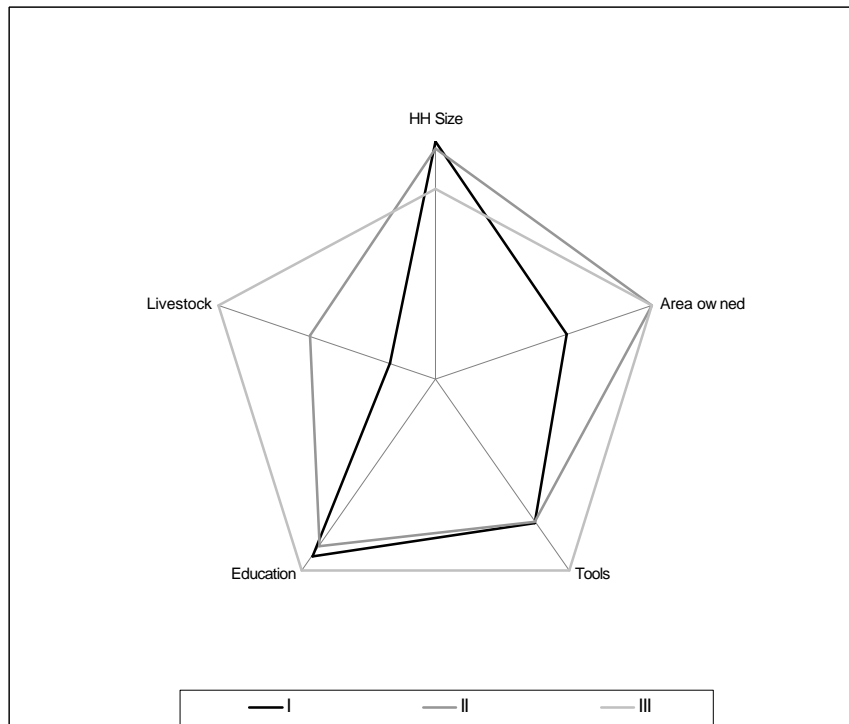 HH Size
Livestock
Area ow ned
Education
Tools
I II III